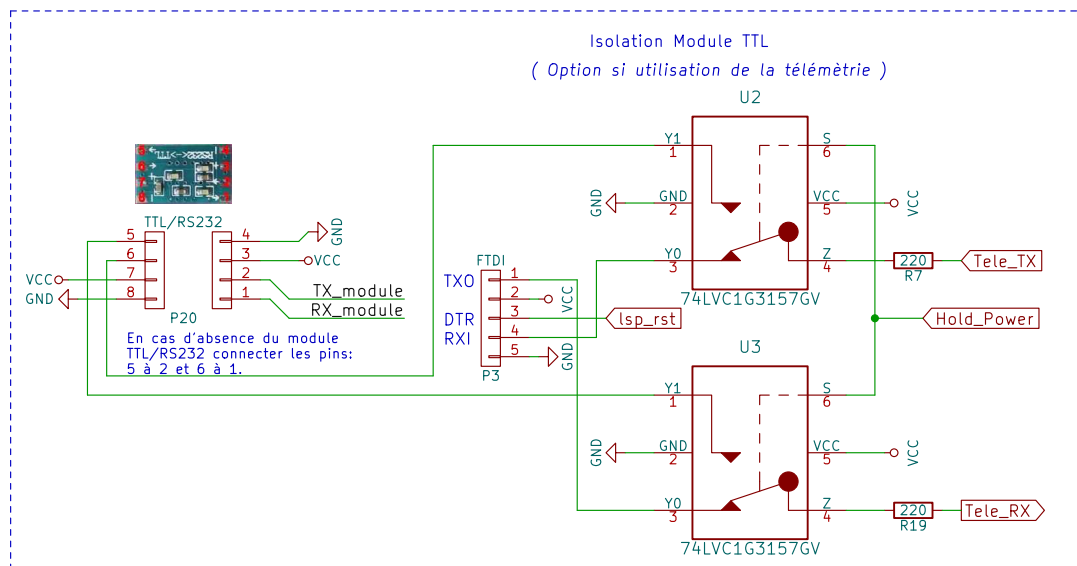 Isolation Module TTL
( Option si utilisation de la télémètrie )
U2
Y1
1
S
6
GND
GND
2
VCC
5
VCC
Y0
3
Z
4
220
R7
Tele_TX
74LVC1G3157GV
RS232<->TTL
TTL/RS232
5
6
VCC
7
GND
8
4
GND
3
VCC
2
TX_module
1
RX_module
P20
En cas d'absence du module
TTL/RS232 connecter les pins:
5 à 2 et 6 à 1.
FTDI
TXO
1
2
VCC
DTR
3
lsp_rst
RXI
4
5
GND
P3
Hold_Power
U3
Y1
1
S
6
GND
GND
2
VCC
5
VCC
Y0
3
Z
4
220
R19
Tele_RX
74LVC1G3157GV